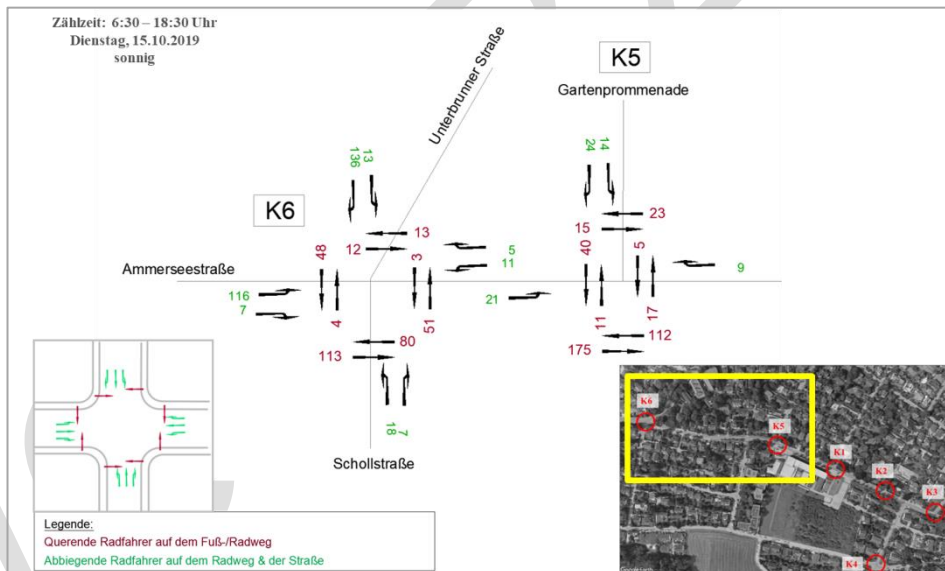 Zählzeit: 6:30 – 18:30 Uhr
Dienstag, 15.10.2019
sonnig
K5
Gartenprommenade
Unterbrunner Straße
136 13
24 14
K6
13
12
23
15
48
3
40
5
5
11
9
Ammerseestraße
116
7
21
4
51
11
17
80
113
112
175
18 7
Schollstraße
K6
K5
K1
K2
K3
K4
Google Earth
Legende:
Querende Radfahrer auf dem Fuß-/Radweg
Abbiegende Radfahrer auf dem Radweg & der Straße